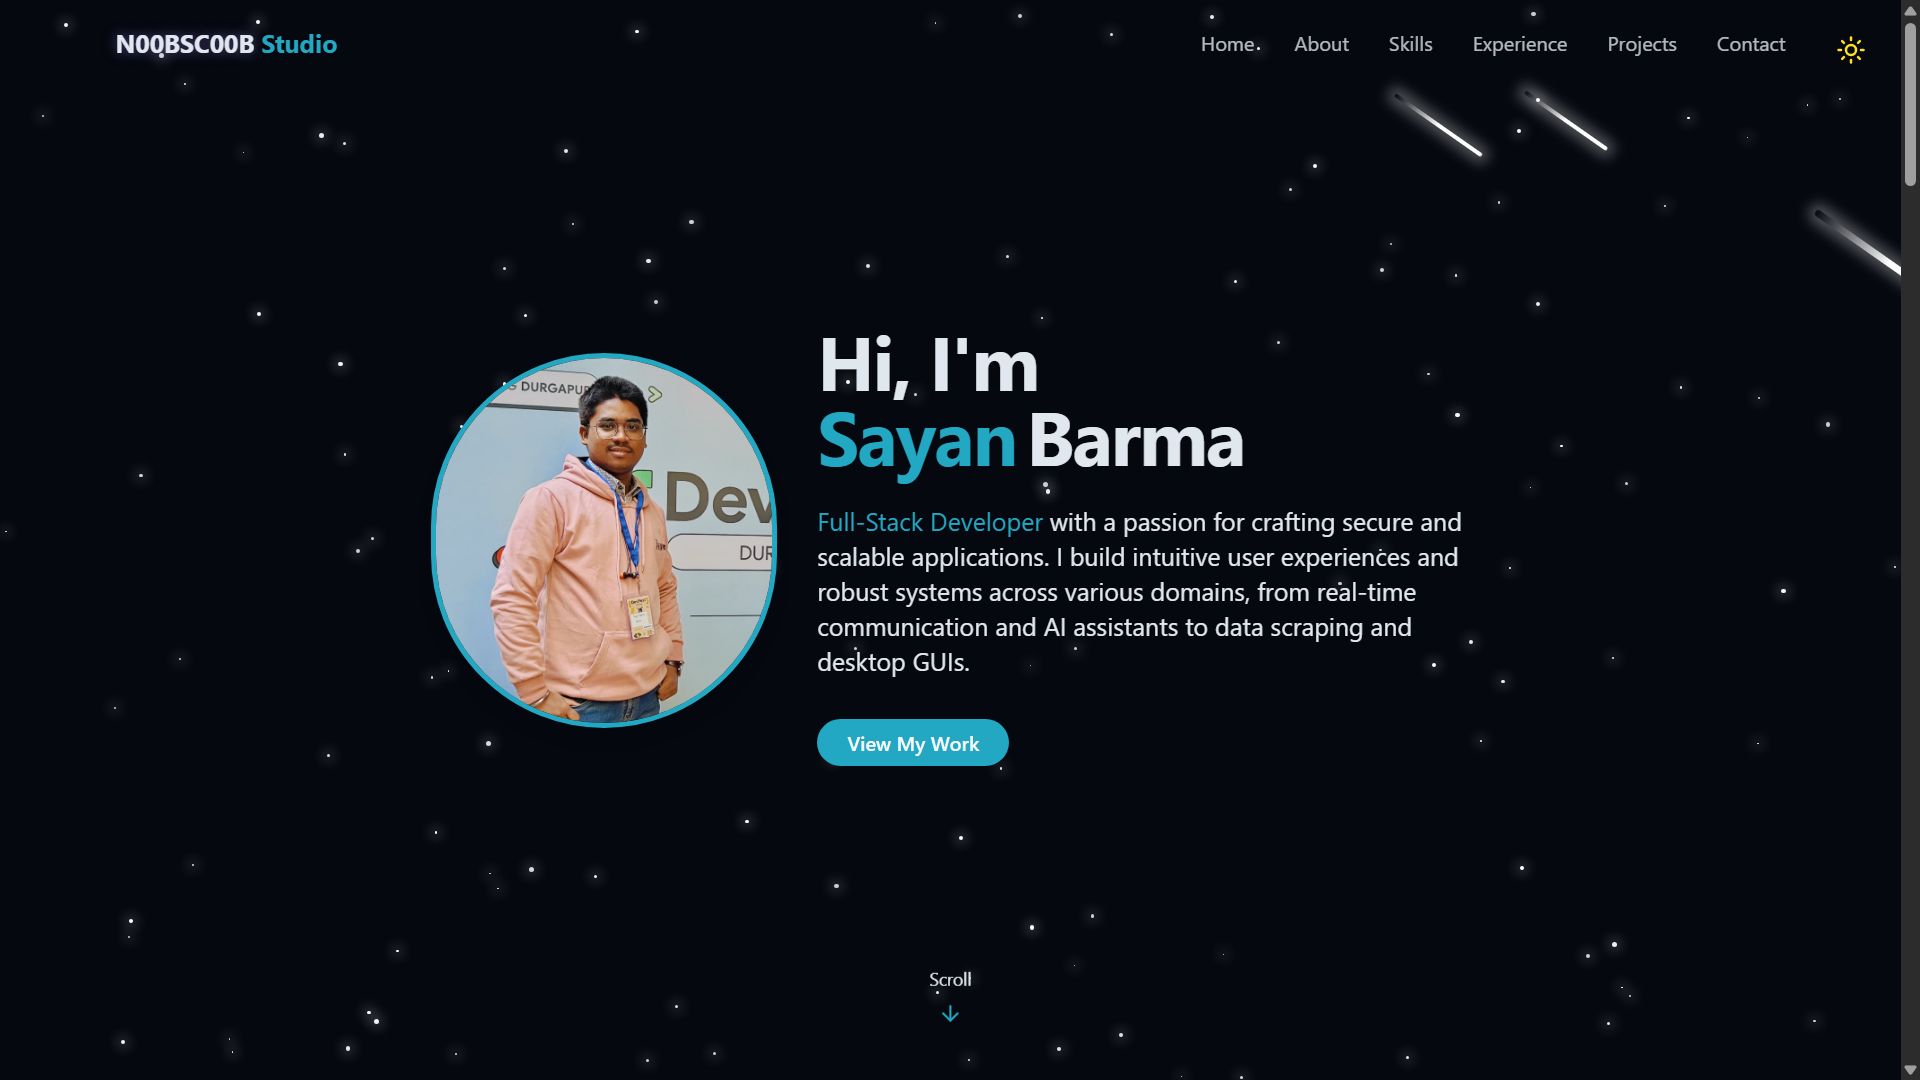 N00BSC00B Studio
Home
About
Skills
Experience
Projects
Contact
G DURGAPUR
Dev
DUR
Hi, I'm
Sayan Barma
Full-Stack Developer with a passion for crafting secure and
scalable applications. I build intuitive user experiences and
robust systems across various domains, from real-time
communication and AI assistants to data scraping and
desktop GUIs.
View My Work
Scroll